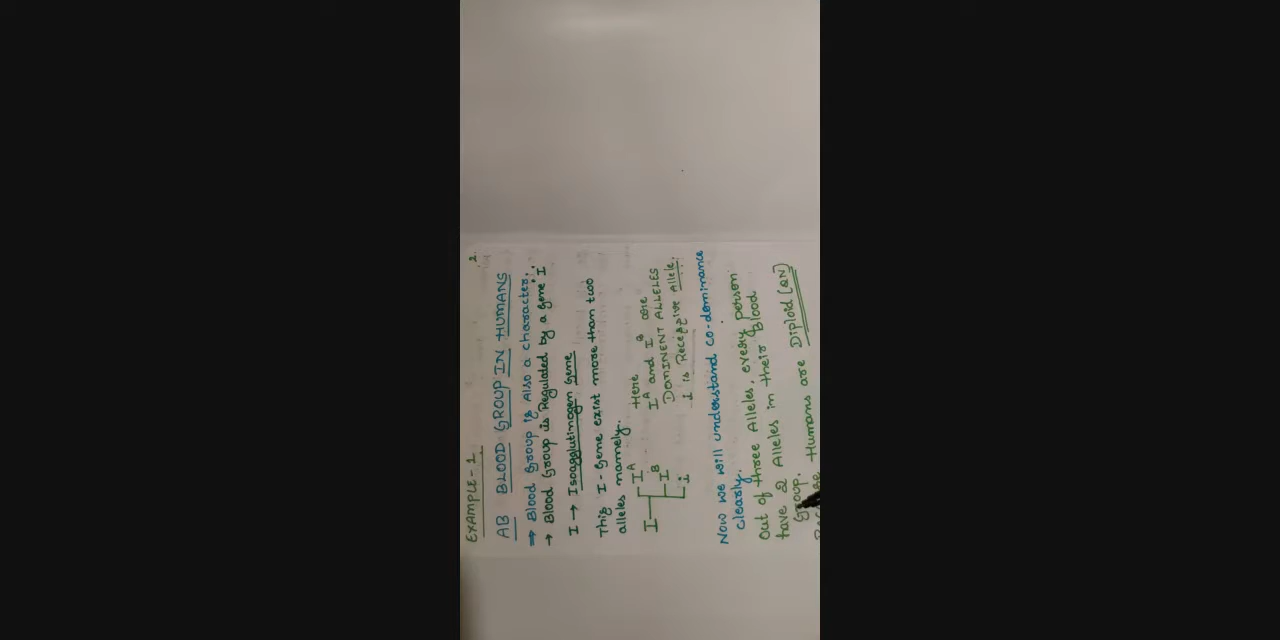 2.
EXAMPLE-1
AB BLOOD GROUP IN HUMANS
⇒ Blood Group is Also a character.
→ Blood Group is Regulated by a Gene "I"
I → Isoagglutimogen Gene
This I-Gene exist more than two
alleles namely.
I
I^A
I^B
i
Here
I^A and I^B are
DOMINENT ALLELES
i is Recessive Allele.
Now we will understand co-dominance
clearly.
Out of three Alleles, every person
have 2 Alleles in their Blood
Group.
Humans are Diploid (2N)